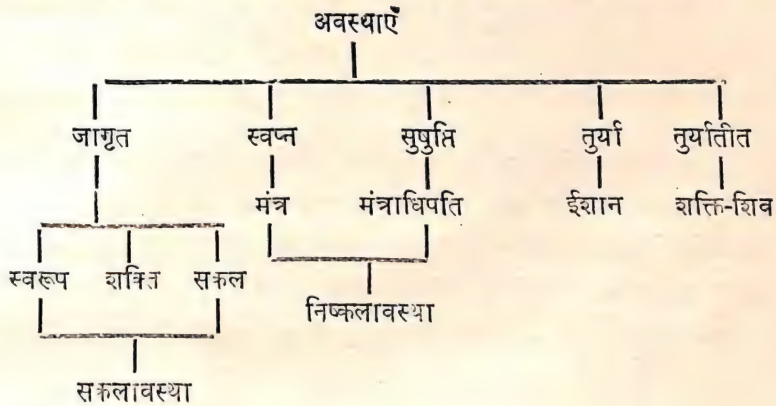 अवस्थाएँ
जागृत स्वप्न सुषुप्ति तुर्या तुर्यातीत
मंत्र मंत्राधिपति ईशान शक्ति-शिव
स्वरूप शक्ति सकल
निष्कलावस्था
सकलावस्था